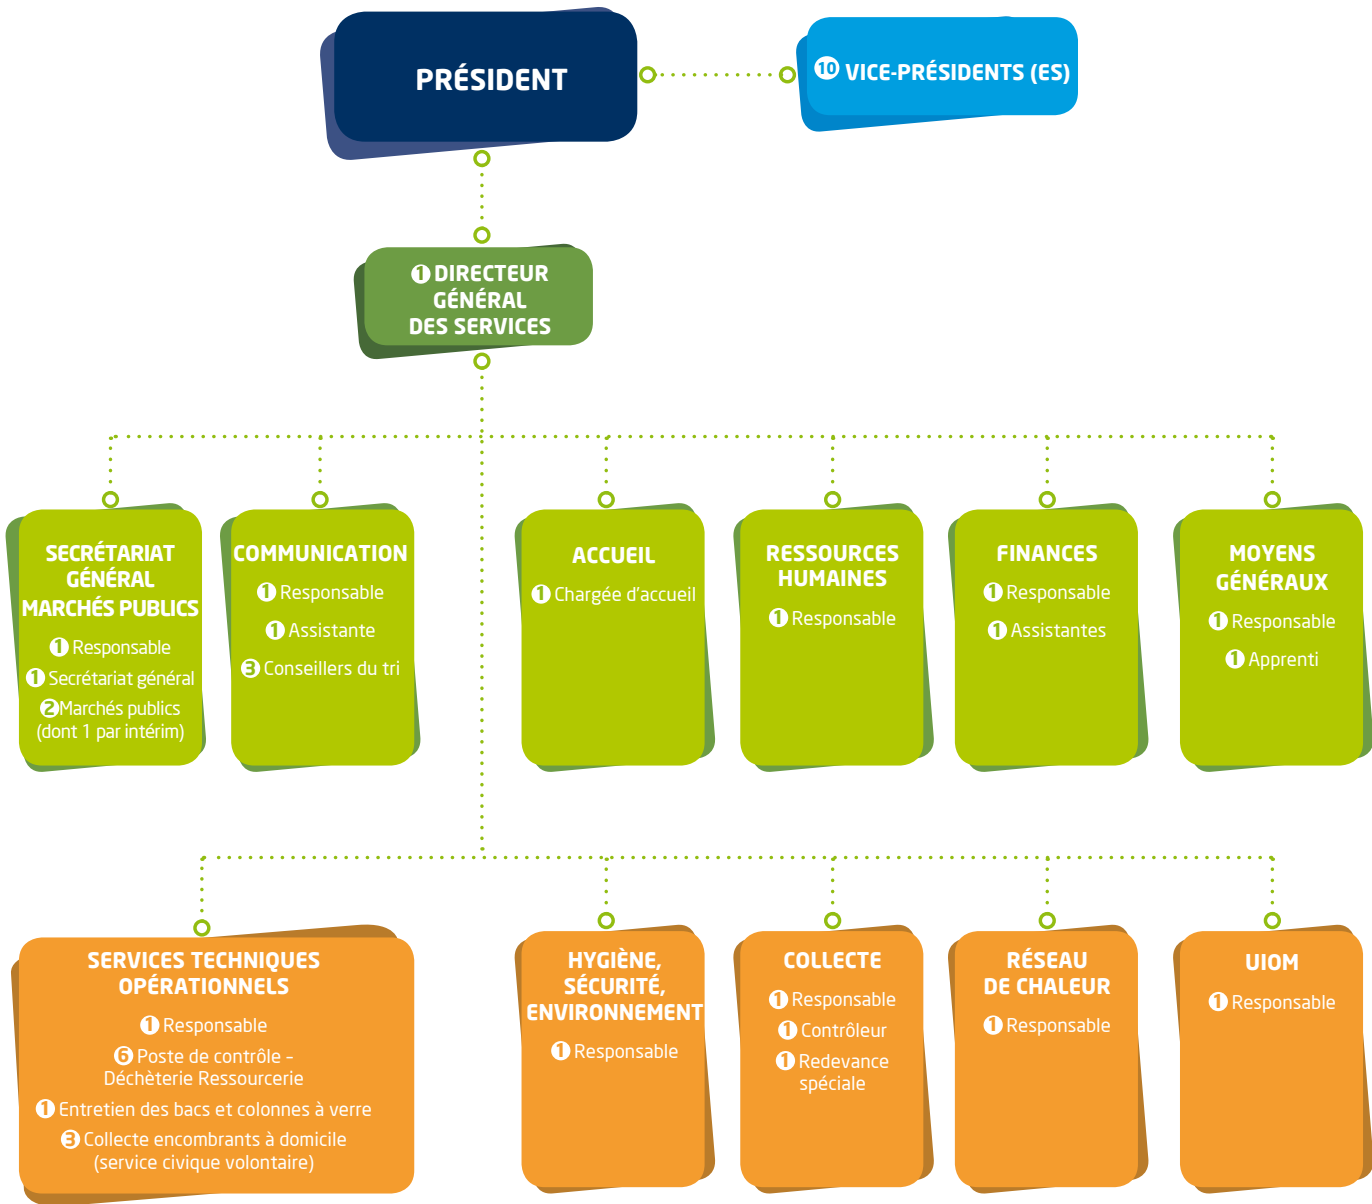 PRÉSIDENT
10 VICE-PRÉSIDENTS (ES)
1 DIRECTEUR
GÉNÉRAL
DES SERVICES
SECRÉTARIAT
GÉNÉRAL
MARCHÉS PUBLICS
1 Responsable
1 Secrétariat général
2 Marchés publics
(dont 1 par intérim)
COMMUNICATION
1 Responsable
1 Assistante
3 Conseillers du tri
ACCUEIL
1 Chargée d'accueil
RESSOURCES
HUMAINES
1 Responsable
FINANCES
1 Responsable
1 Assistantes
MOYENS
GÉNÉRAUX
1 Responsable
1 Apprenti
SERVICES TECHNIQUES
OPÉRATIONNELS
1 Responsable
6 Poste de contrôle –
Déchèterie Ressourcerie
1 Entretien des bacs et colonnes à verre
3 Collecte encombrants à domicile
(service civique volontaire)
HYGIÈNE,
SÉCURITÉ,
ENVIRONNEMENT
1 Responsable
COLLECTE
1 Responsable
1 Contrôleur
1 Redevance
spéciale
RÉSEAU
DE CHALEUR
1 Responsable
UIOM
1 Responsable